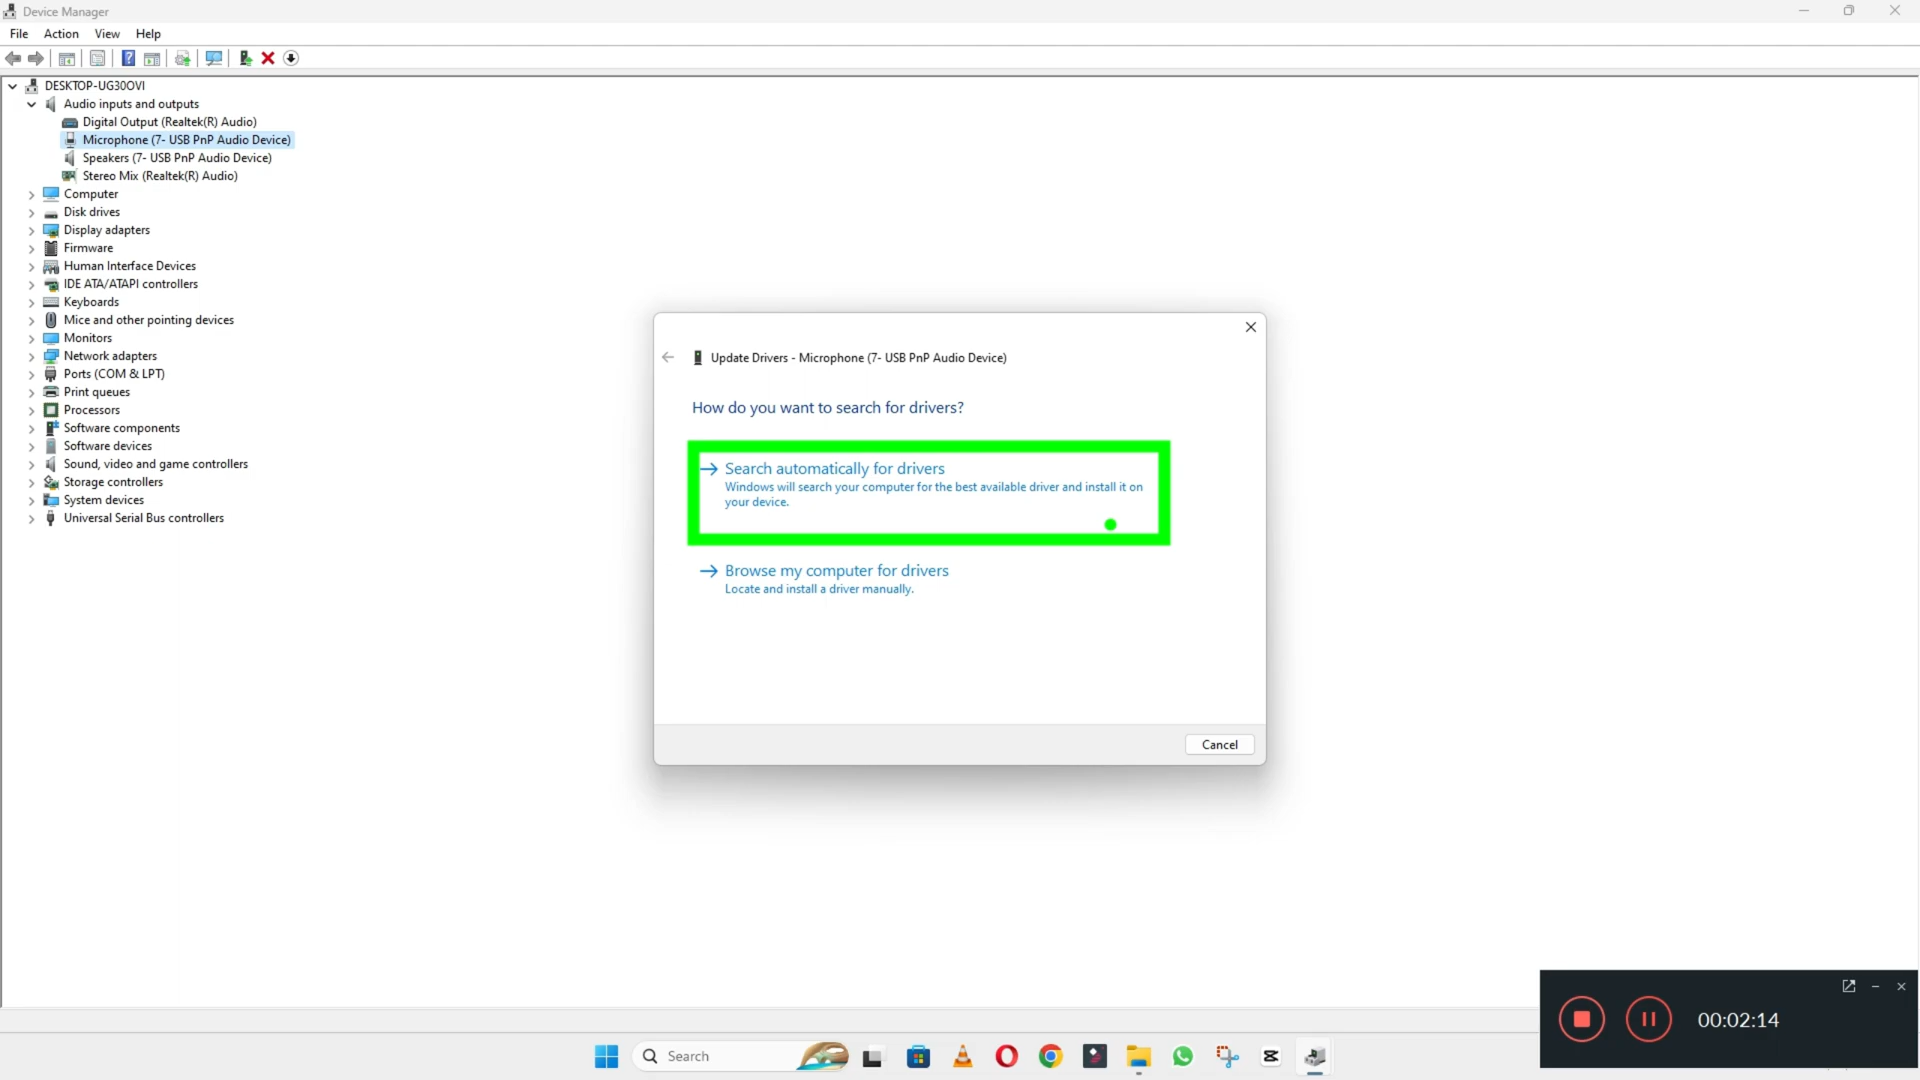 Device Manager
File Action View Help
DESKTOP-UG30OVI
Audio inputs and outputs
Digital Output (Realtek(R) Audio)
Microphone (7- USB PnP Audio Device)
Speakers (7- USB PnP Audio Device)
Stereo Mix (Realtek(R) Audio)
Computer
Disk drives
Display adapters
Firmware
Human Interface Devices
IDE ATA/ATAPI controllers
Keyboards
Mice and other pointing devices
Monitors
Network adapters
Ports (COM & LPT)
Print queues
Processors
Software components
Software devices
Sound, video and game controllers
Storage controllers
System devices
Universal Serial Bus controllers
Update Drivers - Microphone (7- USB PnP Audio Device)
How do you want to search for drivers?
Search automatically for drivers
Windows will search your computer for the best available driver and install it on
your device.
Browse my computer for drivers
Locate and install a driver manually.
Cancel
00:02:14
Search